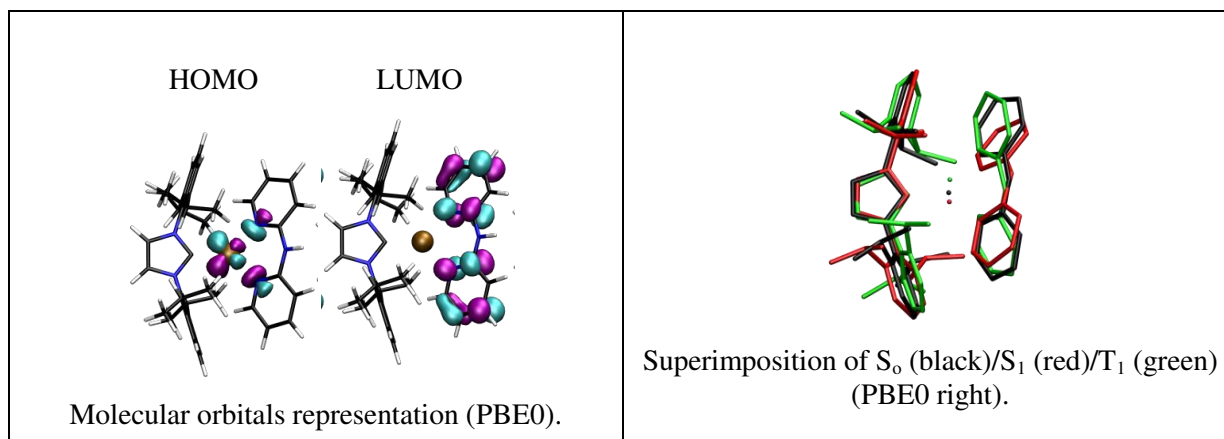 HOMO LUMO
Molecular orbitals representation (PBE0).
Superimposition of Sₒ (black)/S₁ (red)/T₁ (green)
(PBE0 right).